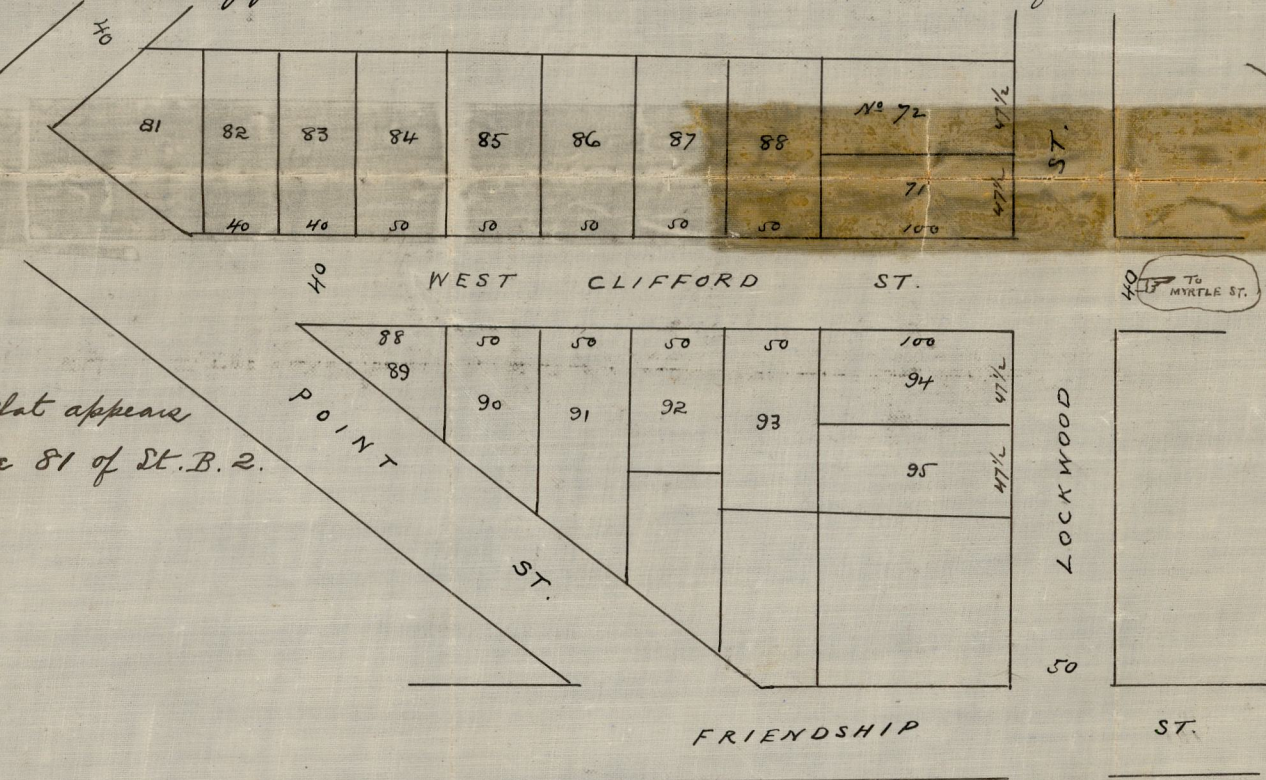 40
81 82 83 84 85 86 87 88 No 72 47½
71 47½
40 40 50 50 50 50 50 100
ST.
40 WEST CLIFFORD ST. 40
TO
MYRTLE ST.
88 50 50 50 50 100
89 90 91 92 93 94 47½
95 47½
plat appears
81 of St. B. 2.
POINT
ST.
LOCKWOOD
50
FRIENDSHIP ST.